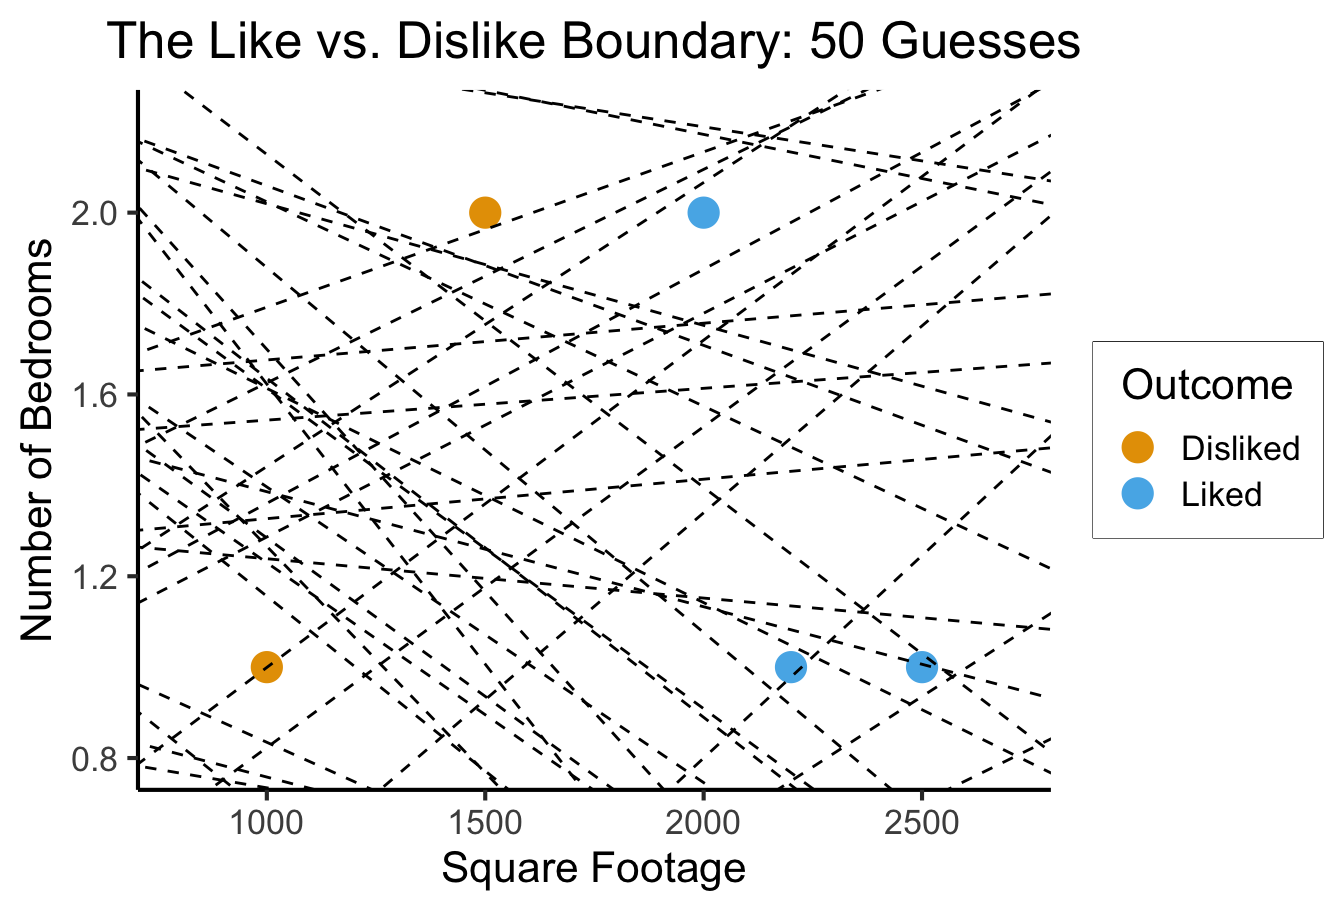 The Like vs. Dislike Boundary: 50 Guesses
Number of Bedrooms
2.0
1.6
1.2
0.8
1000 1500 2000 2500
Square Footage
Outcome
Disliked
Liked